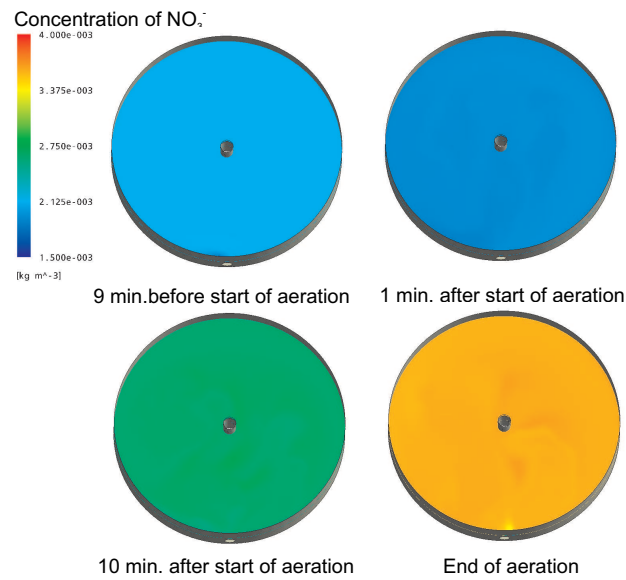 Concentration of NO₃⁻
4.000e-003
3.375e-003
2.750e-003
2.125e-003
1.500e-003
[kg m^-3]
9 min.before start of aeration
1 min. after start of aeration
10 min. after start of aeration
End of aeration